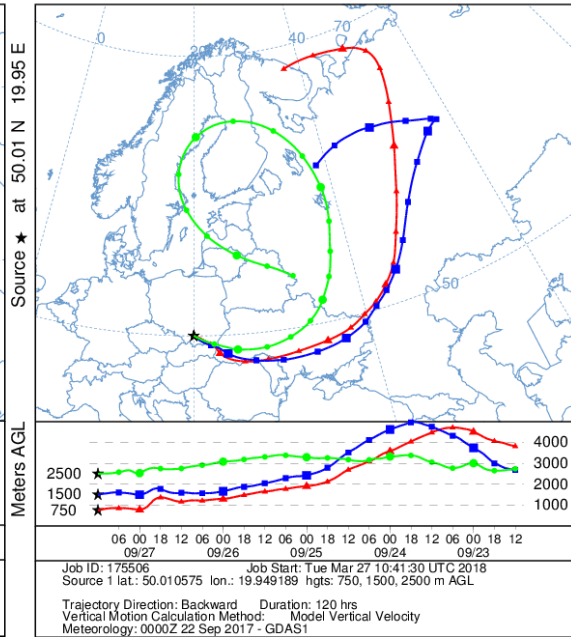 Source ★ at 50.01 N 19.95 E
0
20
40
70
50
Meters AGL
2500
1500
750
4000
3000
2000
1000
06 00 18 12 06 00 18 12 06 00 18 12 06 00 18 12 06 00 18 12
09/27 09/26 09/25 09/24 09/23
Job ID: 175506 Job Start: Tue Mar 27 10:41:30 UTC 2018
Source 1 lat.: 50.010575 lon.: 19.949189 hgts: 750, 1500, 2500 m AGL
Trajectory Direction: Backward Duration: 120 hrs
Vertical Motion Calculation Method: Model Vertical Velocity
Meteorology: 0000Z 22 Sep 2017 - GDAS1